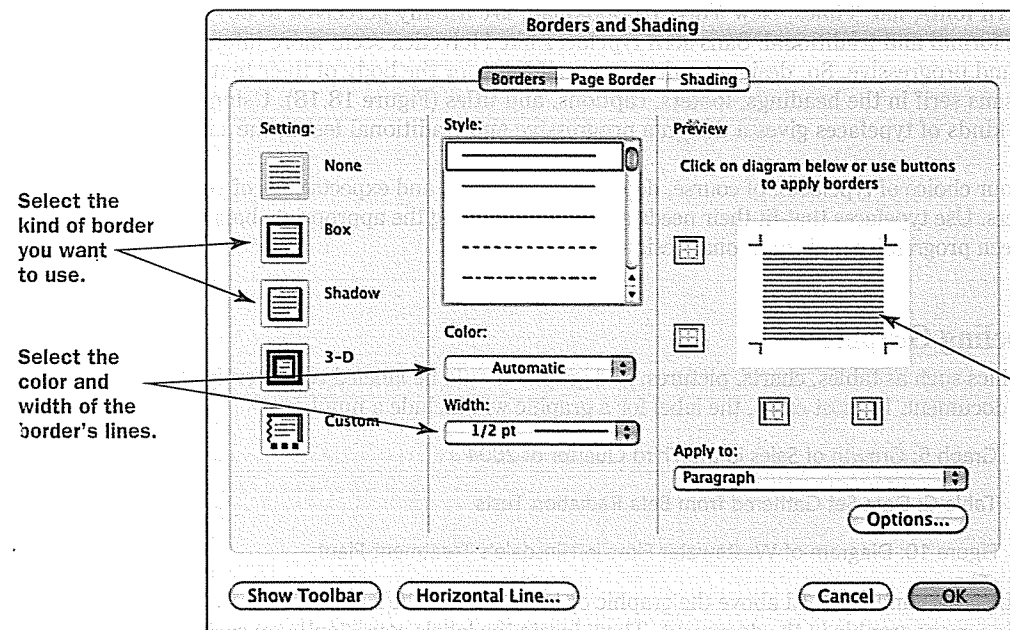 Borders and Shading
Borders Page Border Shading
Setting:
None
Box
Shadow
3-D
Custom
Style:
Color:
Automatic
Width:
1/2 pt
Preview
Click on diagram below or use buttons
to apply borders
Apply to:
Paragraph
Options...
Show Toolbar
Horizontal Line...
Cancel
OK
Select the
kind of border
you want
to use.
Select the
color and
width of the
border's lines.